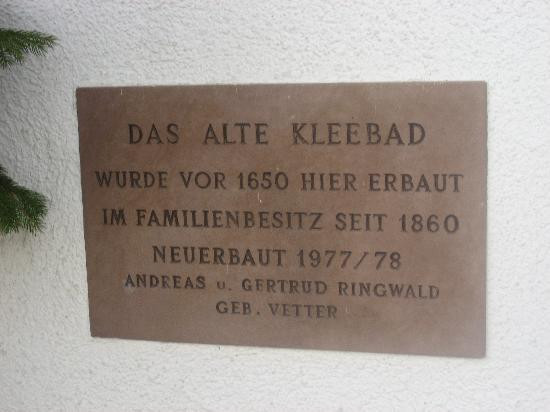 DAS ALTE KLEEBAD
WURDE VOR 1650 HIER ERBAUT
IM FAMILIENBESITZ SEIT 1860
NEUERBAUT 1977/78
ANDREAS u. GERTRUD RINGWALD
GEB. VETTER